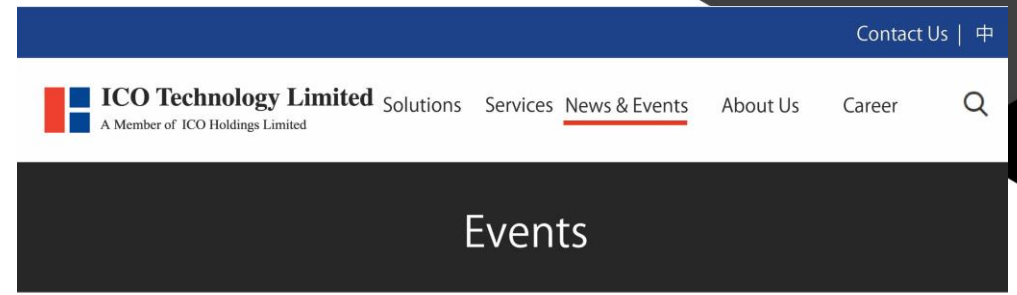 Contact Us | 中
ICO Technology Limited
A Member of ICO Holdings Limited
Solutions Services News & Events About Us Career
Events